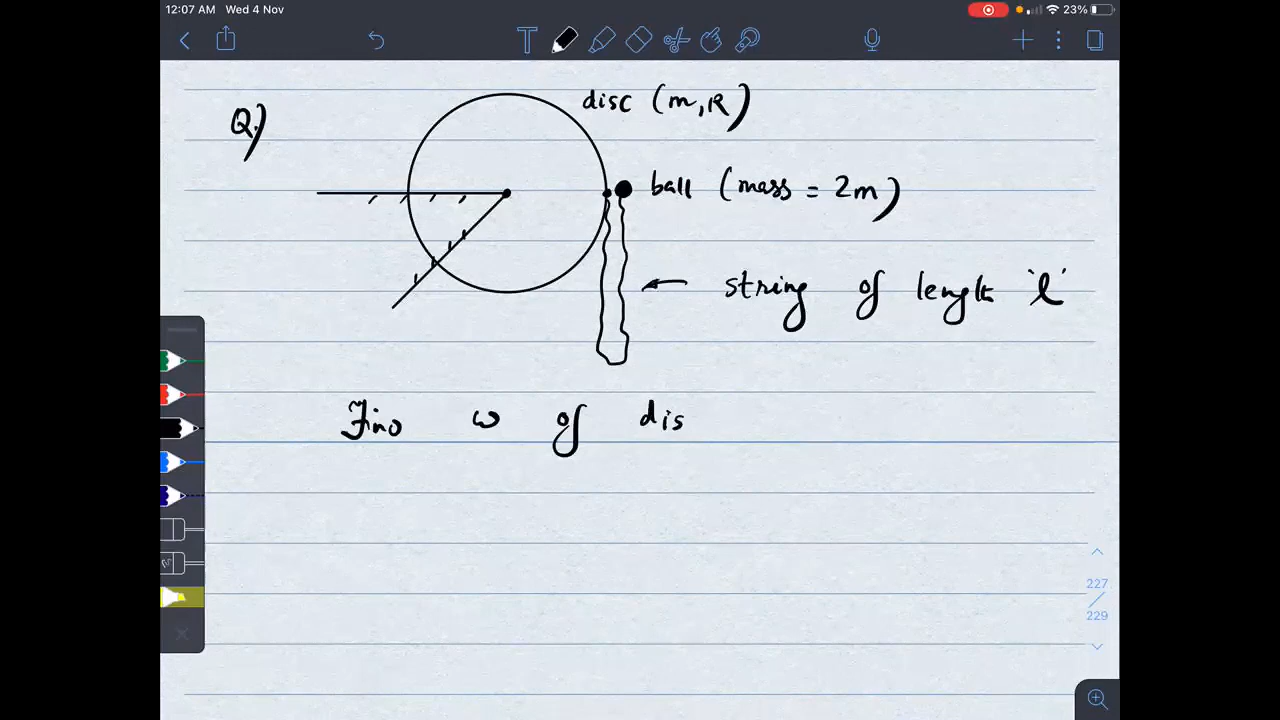 12:07 AM Wed 4 Nov
23%
T
Q.)
disc (m,R)
ball (mass = 2m)
string of length 'l'
Find ω of dis
227
229